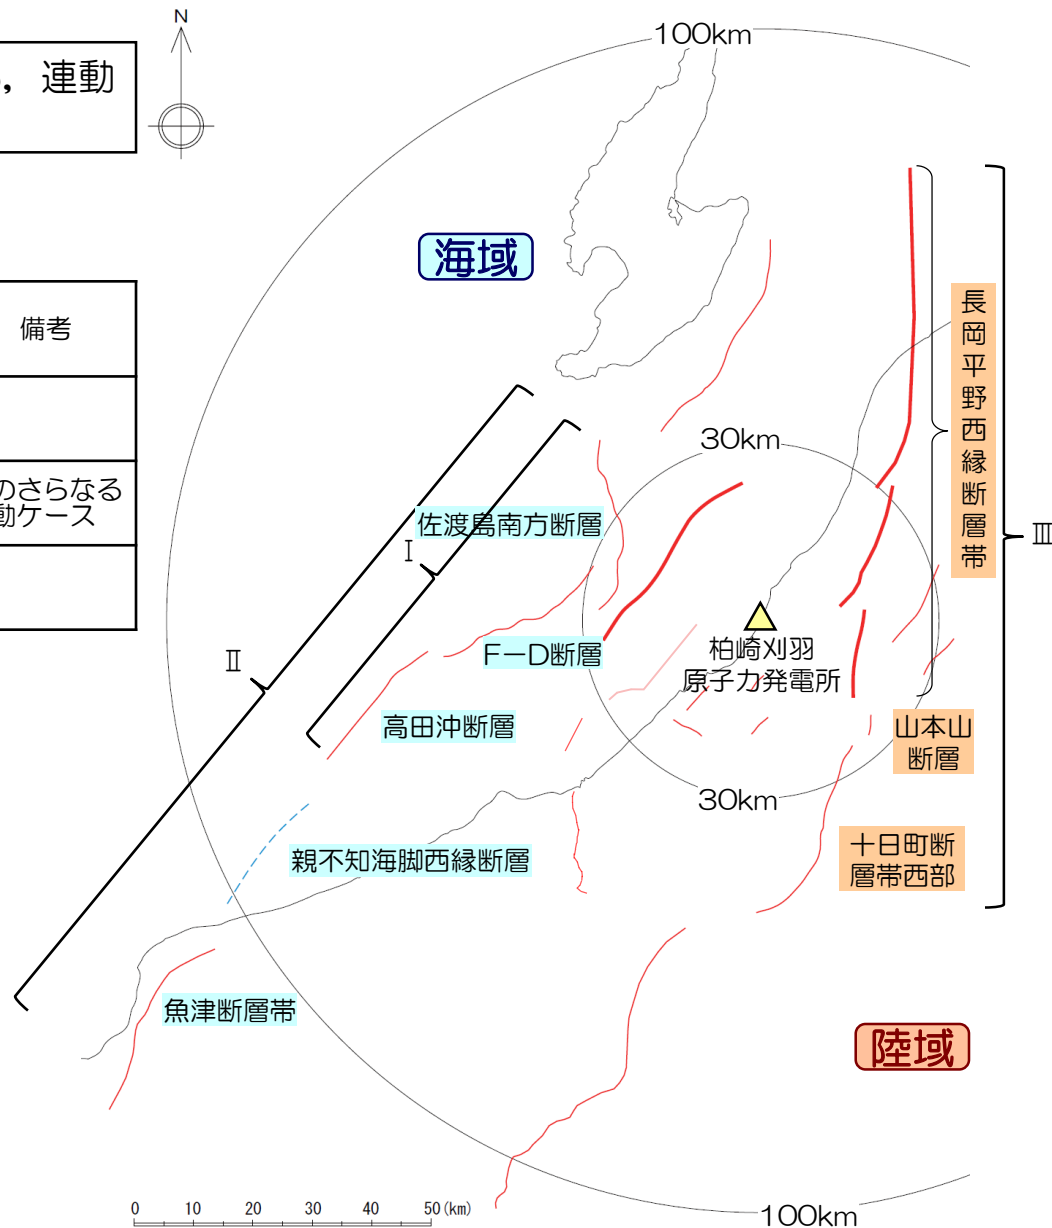 N
100km
, 連動
海域
備考
のさらなる
動ケース
長岡平野西縁断層帯
30km
佐渡島南方断層
Ⅰ
Ⅲ
F－D断層
柏崎刈羽
原子力発電所
Ⅱ
高田沖断層
山本山
断層
30km
親不知海脚西縁断層
十日町断
層帯西部
魚津断層帯
陸域
0 10 20 30 40 50(km)
100km